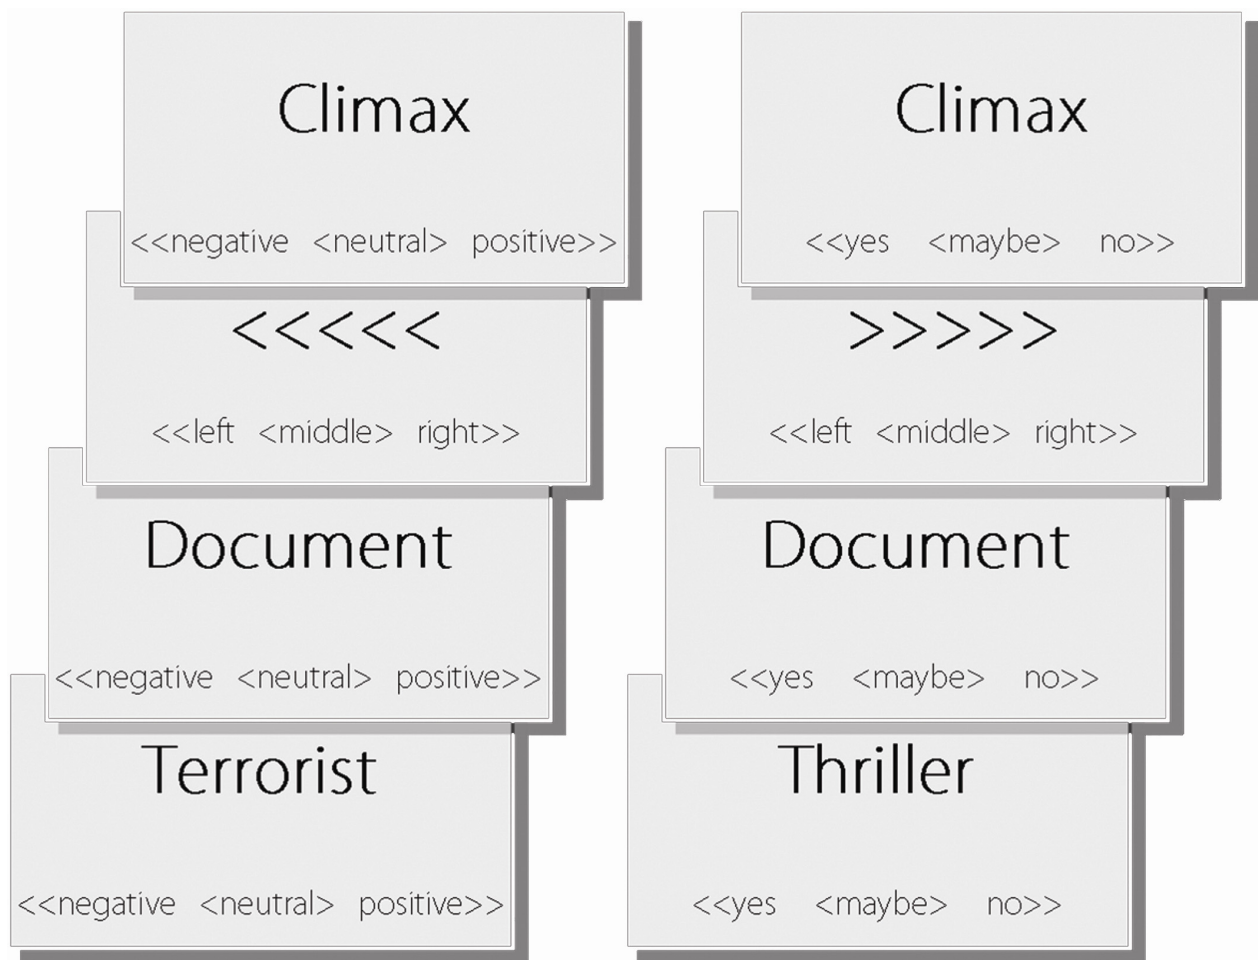 Climax
<<negative <neutral> positive>>
<<<<<
<<left <middle> right>>
Document
<<negative <neutral> positive>>
Terrorist
<<negative <neutral> positive>>
Climax
<<yes <maybe> no>>
>>>>>
<<left <middle> right>>
Document
<<yes <maybe> no>>
Thriller
<<yes <maybe> no>>